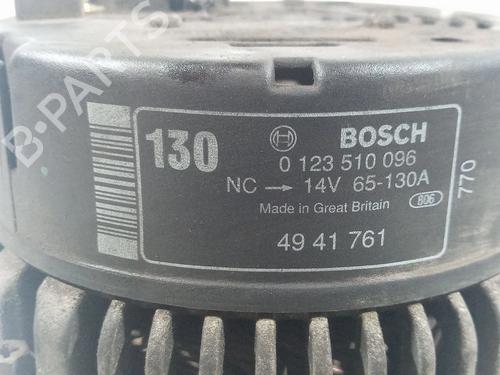 B-PARTS
130
BOSCH
0 123 510 096
NC → 14V 65-130A
Made in Great Britain
806
770
49 41 761